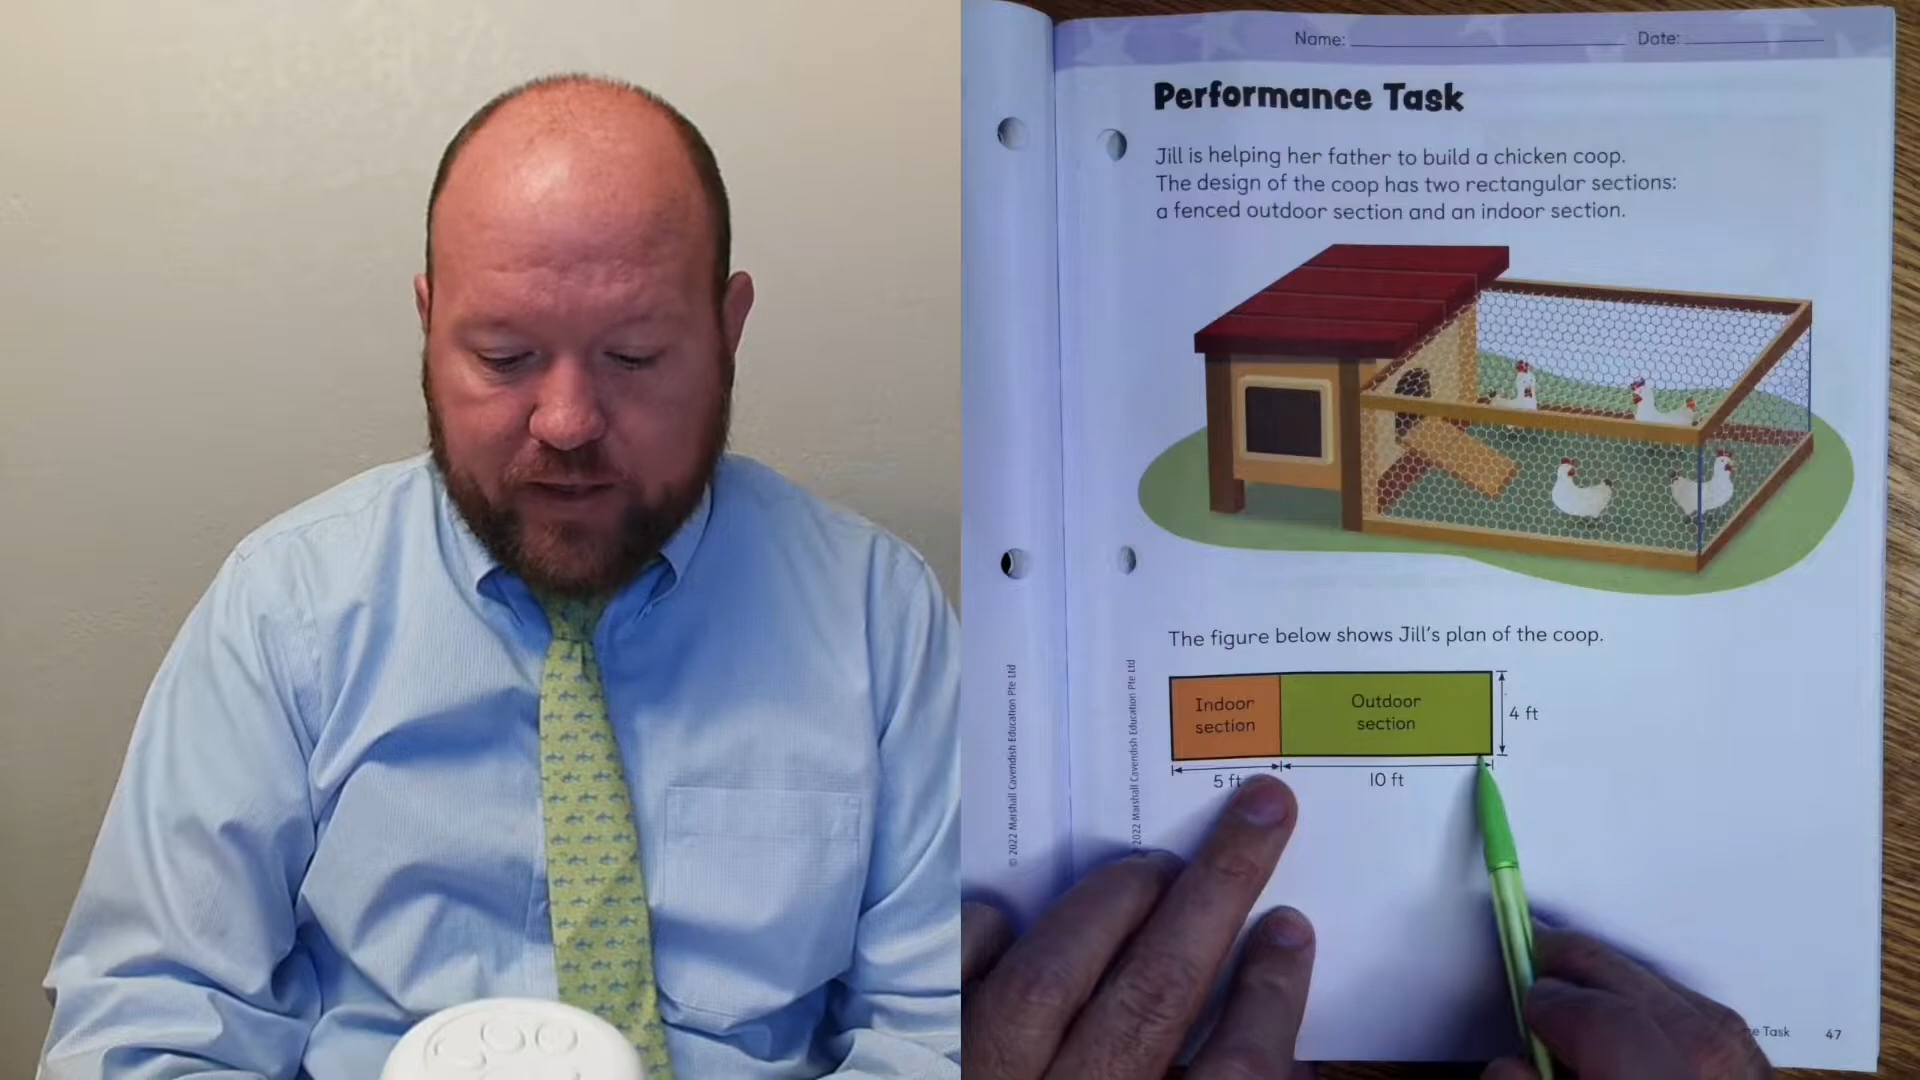 Name:
Date:
Performance Task
Jill is helping her father to build a chicken coop.
The design of the coop has two rectangular sections:
a fenced outdoor section and an indoor section.
The figure below shows Jill's plan of the coop.
Indoor
section
Outdoor
section
4 ft
5 ft
10 ft
© 2022 Marshall Cavendish Education Pte Ltd
2022 Marshall Cavendish Education Pte Ltd
Task
47